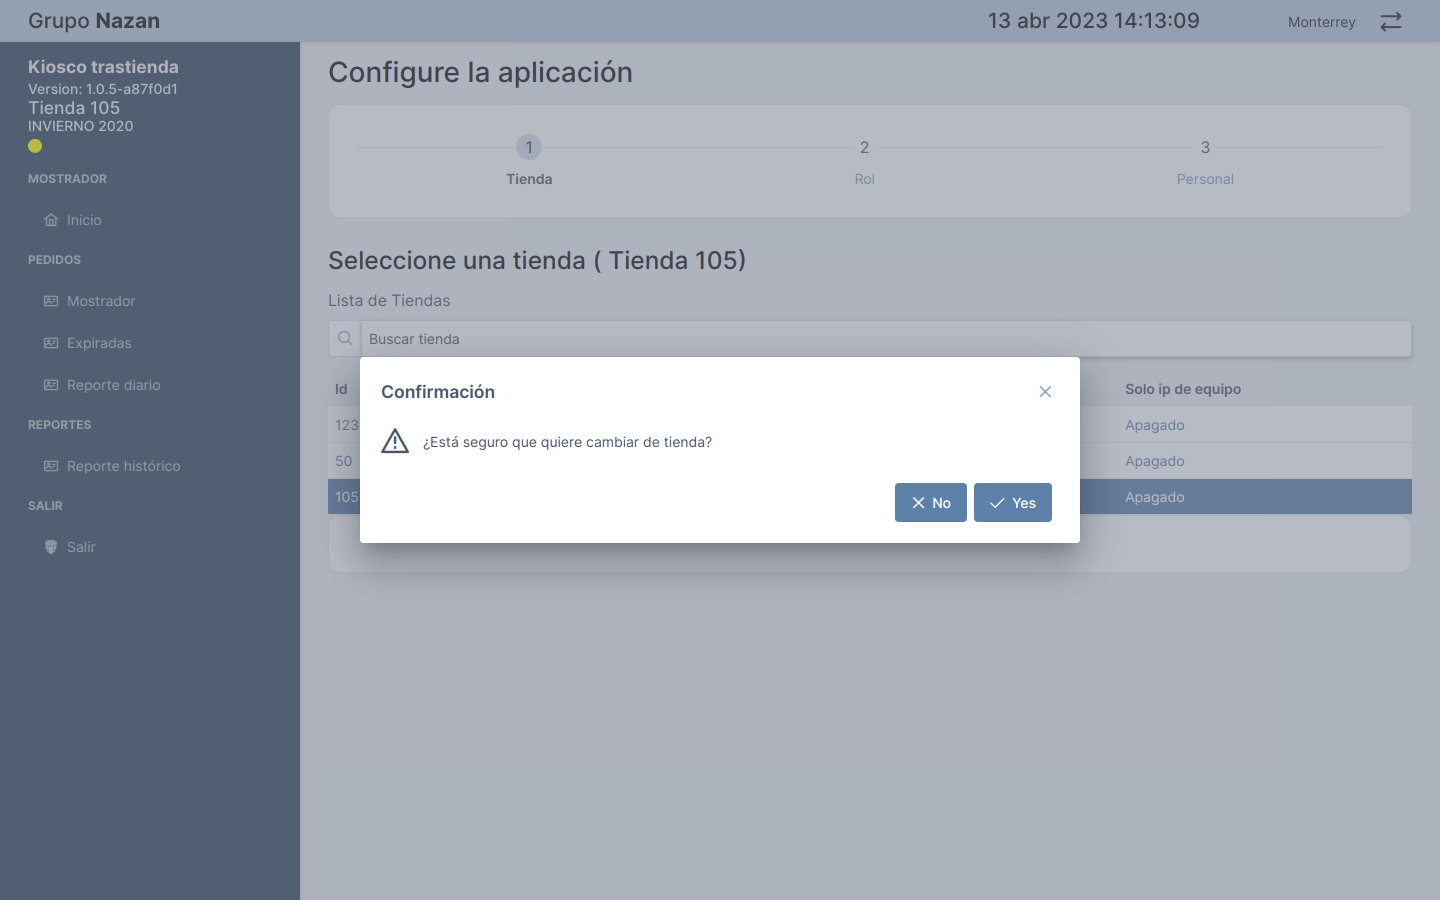 Grupo Nazan
13 abr 2023 14:13:09
Monterrey
Kiosco trastienda
Version: 1.0.5-a87f0d1
Tienda 105
INVIERNO 2020
MOSTRADOR
Inicio
PEDIDOS
Mostrador
Expiradas
Reporte diario
REPORTES
Reporte histórico
SALIR
Salir
Configure la aplicación
1
Tienda
2
Rol
3
Personal
Seleccione una tienda ( Tienda 105)
Lista de Tiendas
Buscar tienda
Id
Solo ip de equipo
123
Apagado
50
Apagado
105
Apagado
Confirmación
¿Está seguro que quiere cambiar de tienda?
No
Yes